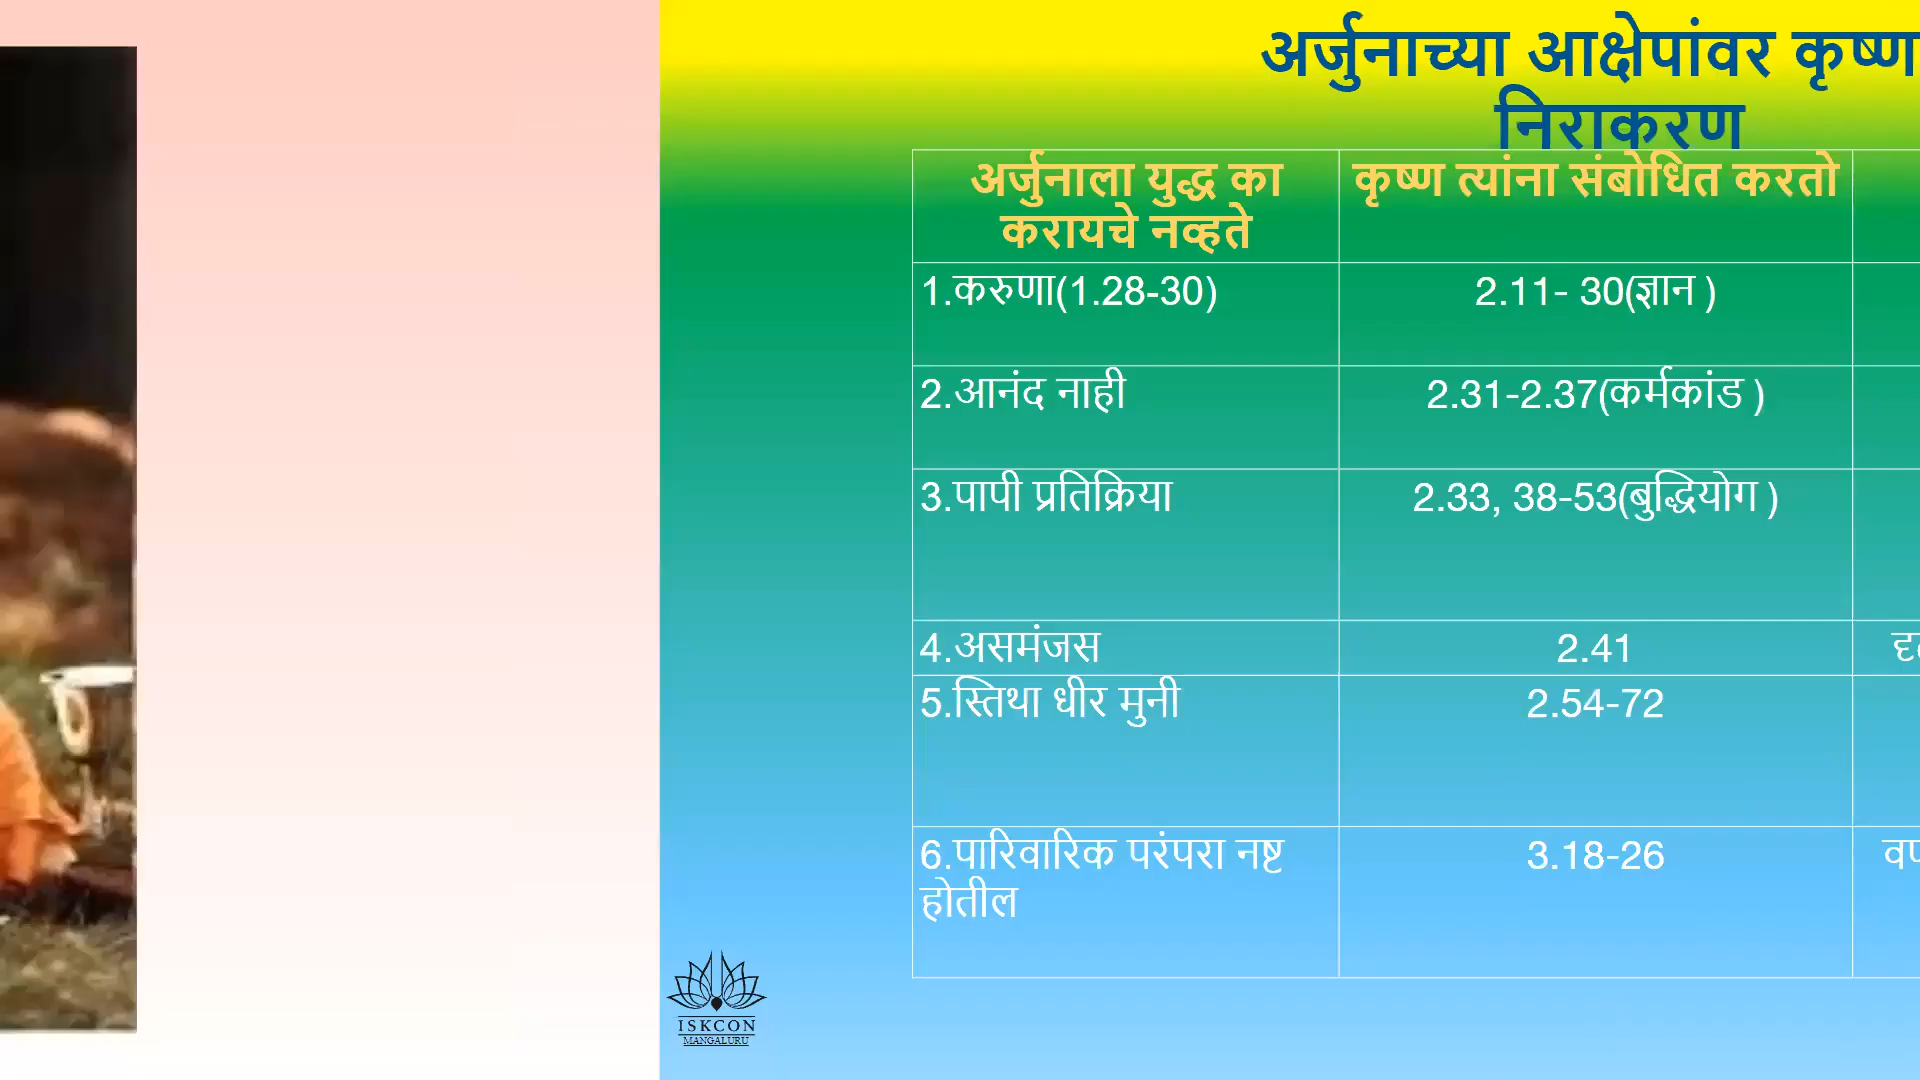 अर्जुनाच्या आक्षेपांवर कृष्ण
निराकरण
अर्जुनाला युद्ध का
करायचे नव्हते
कृष्ण त्यांना संबोधित करतो
1.करुणा(1.28-30)
2.11- 30(ज्ञान )
2.आनंद नाही
2.31-2.37(कर्मकांड )
3.पापी प्रतिक्रिया
2.33, 38-53(बुद्धियोग )
4.असमंजस
2.41
5.स्तिथा धीर मुनी
2.54-72
6.पारिवारिक परंपरा नष्ट
होतील
3.18-26
ISKCON
MANGALURU